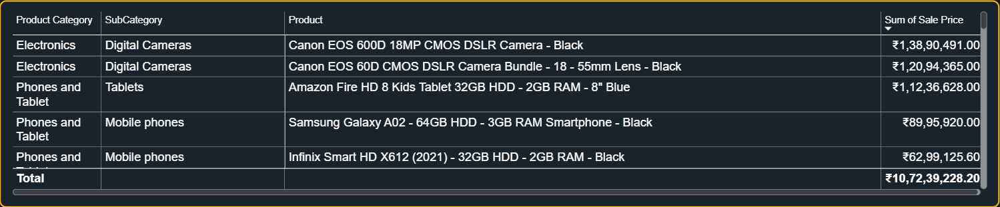 Product Category SubCategory Product Sum of Sale Price
Electronics Digital Cameras Canon EOS 600D 18MP CMOS DSLR Camera - Black ₹1,38,90,491.00
Electronics Digital Cameras Canon EOS 60D CMOS DSLR Camera Bundle - 18 - 55mm Lens - Black ₹1,20,94,365.00
Phones and Tablets Amazon Fire HD 8 Kids Tablet 32GB HDD - 2GB RAM - 8" Blue ₹1,12,36,628.00
Tablet
Phones and Mobile phones Samsung Galaxy A02 - 64GB HDD - 3GB RAM Smartphone - Black ₹89,95,920.00
Tablet
Phones and Mobile phones Infinix Smart HD X612 (2021) - 32GB HDD - 2GB RAM - Black ₹62,99,125.60
Total ₹10,72,39,228.20